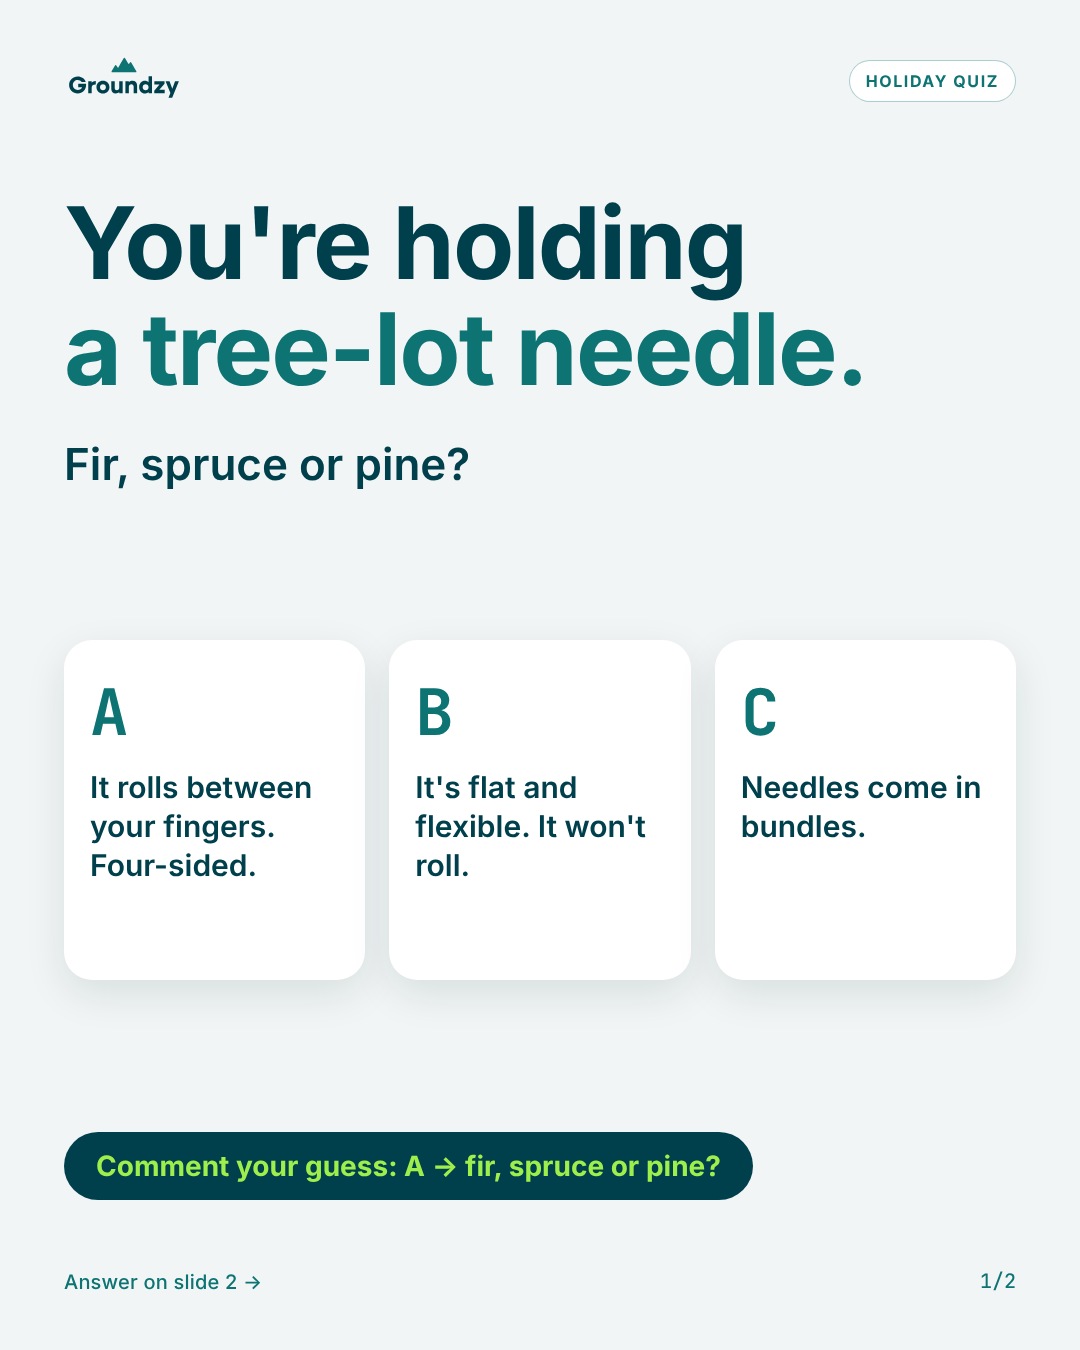 Groundzy
HOLIDAY QUIZ
You're holding
a tree-lot needle.
Fir, spruce or pine?
A
It rolls between
your fingers.
Four-sided.
B
It's flat and
flexible. It won't
roll.
C
Needles come in
bundles.
Comment your guess: A → fir, spruce or pine?
Answer on slide 2 →
1/2